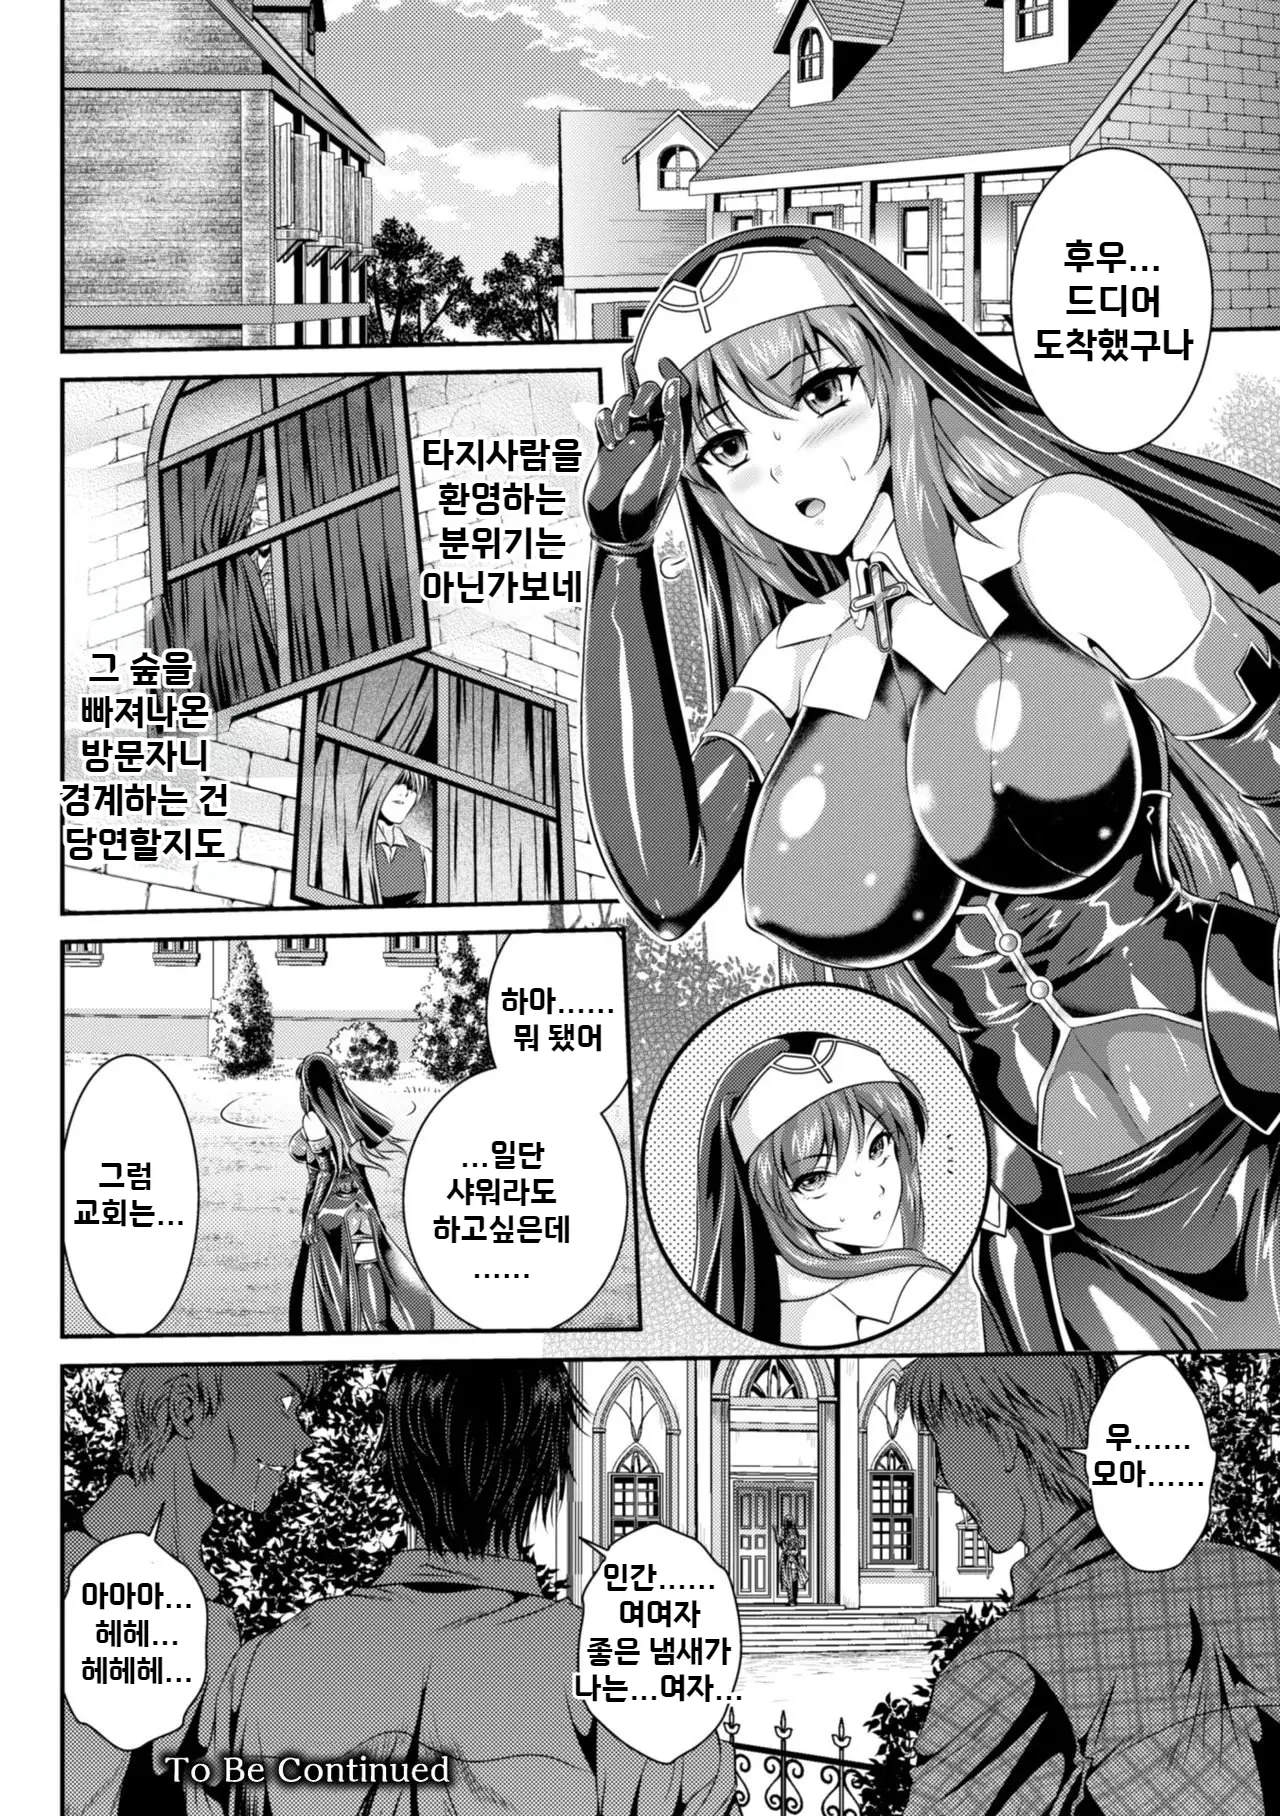 후우...
드디어
도착했구나
타지사람을
환영하는
분위기는
아닌가보네
그 숲을
빠져나온
방문자니
경계하는 건
당연할지도
하아......
뭐 됐어
...일단
샤워라도
하고싶은데
......
그럼
교회는...
우......
모아......
인간......
여여자
좋은 냄새가
나는...여자...
아아아...
헤헤...
헤헤헤...
To Be Continued